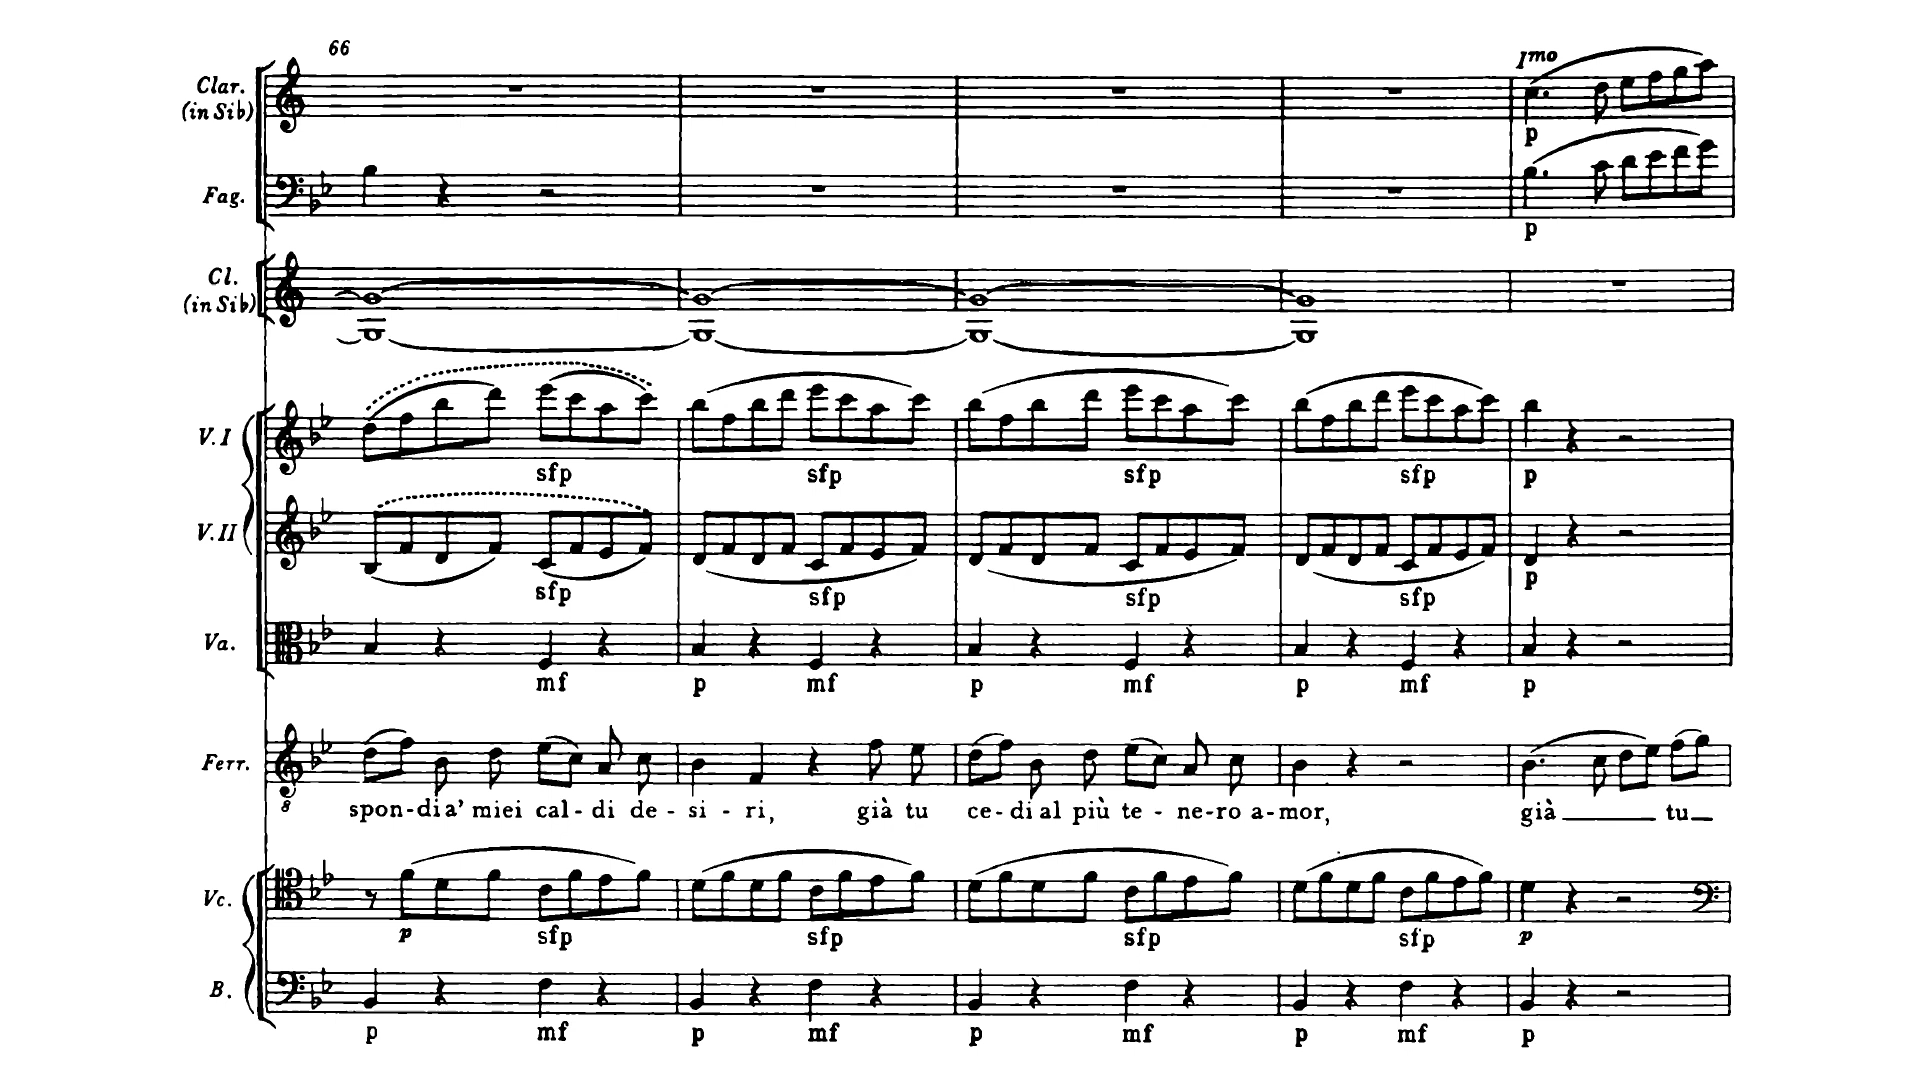 66
Imo
Clar.
(in Sib)
p
Fag.
p
Cl.
(in Sib)
V. I
sfp sfp sfp sfp p
V. II
sfp sfp sfp sfp p
Va.
mf p mf p mf p mf p
Ferr.
8
spon-di a' miei cal-di de-si-ri, già tu ce-di al più te-ne-ro a-mor, già tu
Vc.
p sfp sfp sfp sfp p
B.
p mf p mf p mf p mf p